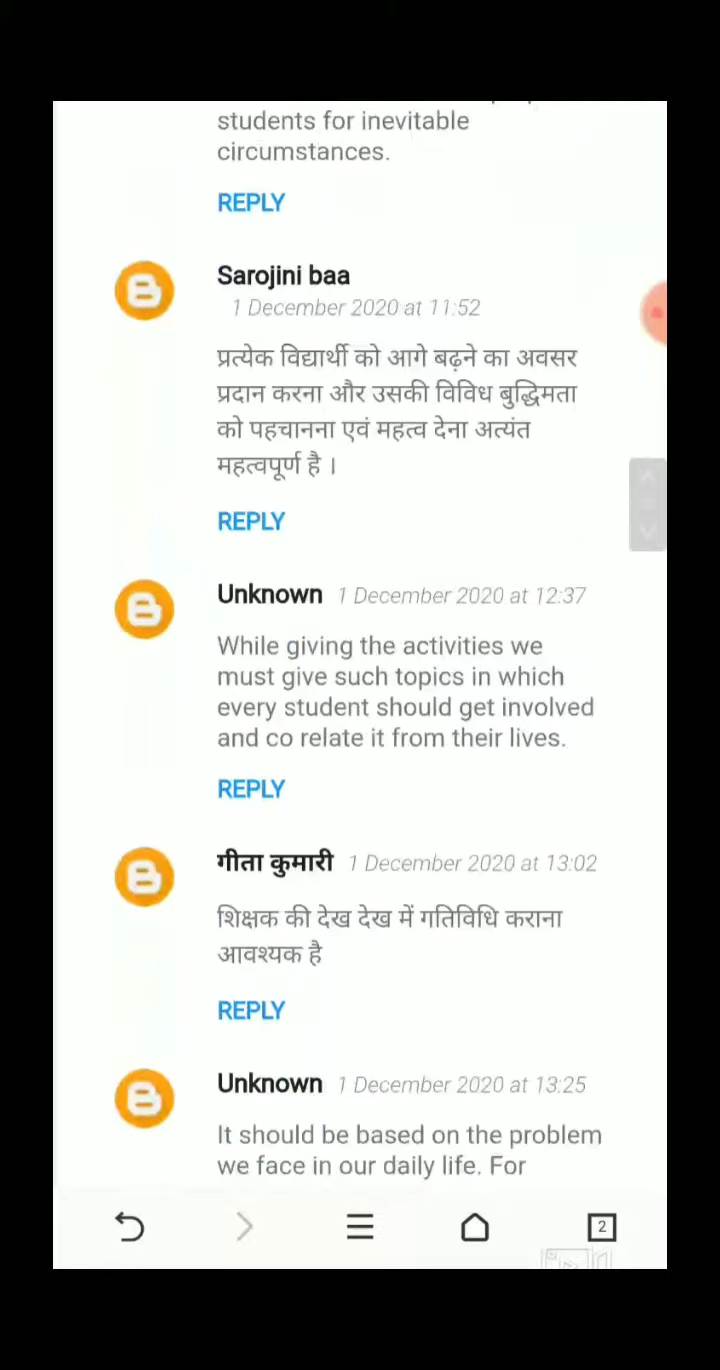 students for inevitable
circumstances.
REPLY
Sarojini baa
1 December 2020 at 11:52
प्रत्येक विद्यार्थी को आगे बढ़ने का अवसर
प्रदान करना और उसकी विविध बुद्धिमता
को पहचानना एवं महत्व देना अत्यंत
महत्वपूर्ण है ।
REPLY
Unknown 1 December 2020 at 12:37
While giving the activities we
must give such topics in which
every student should get involved
and co relate it from their lives.
REPLY
गीता कुमारी 1 December 2020 at 13:02
शिक्षक की देख देख में गतिविधि कराना
आवश्यक है
REPLY
Unknown 1 December 2020 at 13:25
It should be based on the problem
we face in our daily life. For
2